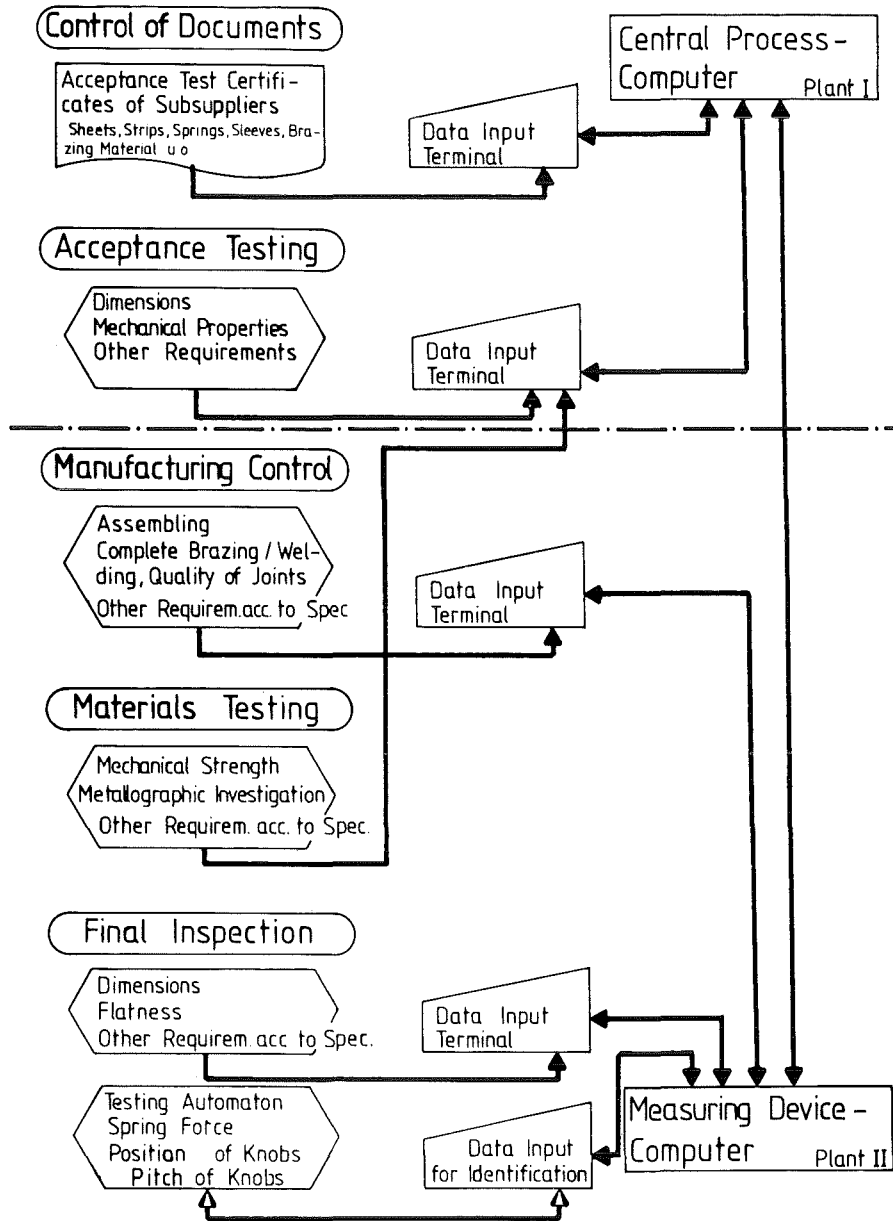 Control of Documents
Acceptance Test Certifi-
cates of Subsuppliers
Sheets, Strips, Springs, Sleeves, Bra-
zing Material u o
Data Input
Terminal
Central Process-
Computer
Plant I
Acceptance Testing
Dimensions
Mechanical Properties
Other Requirements
Data Input
Terminal
Manufacturing Control
Assembling
Complete Brazing / Wel-
ding, Quality of Joints
Other Requirem. acc. to Spec
Data Input
Terminal
Materials Testing
Mechanical Strength
Metallographic Investigation
Other Requirem. acc. to Spec.
Final Inspection
Dimensions
Flatness
Other Requirem. acc to Spec.
Data Input
Terminal
Testing Automaton
Spring Force
Position of Knobs
Pitch of Knobs
Data Input
for Identification
Measuring Device-
Computer
Plant II